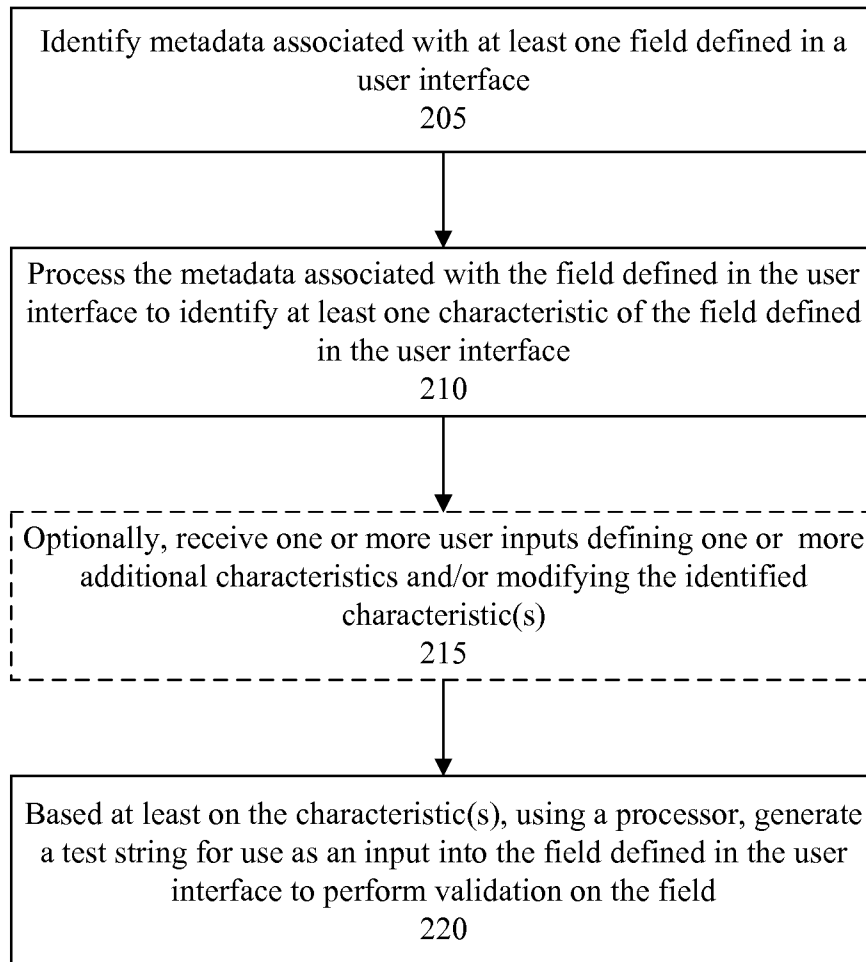 Identify metadata associated with at least one field defined in a
user interface
205
Process the metadata associated with the field defined in the user
interface to identify at least one characteristic of the field defined
in the user interface
210
Optionally, receive one or more user inputs defining one or  more
additional characteristics and/or modifying the identified
characteristic(s)
215
Based at least on the characteristic(s), using a processor, generate
a test string for use as an input into the field defined in the user
interface to perform validation on the field
220